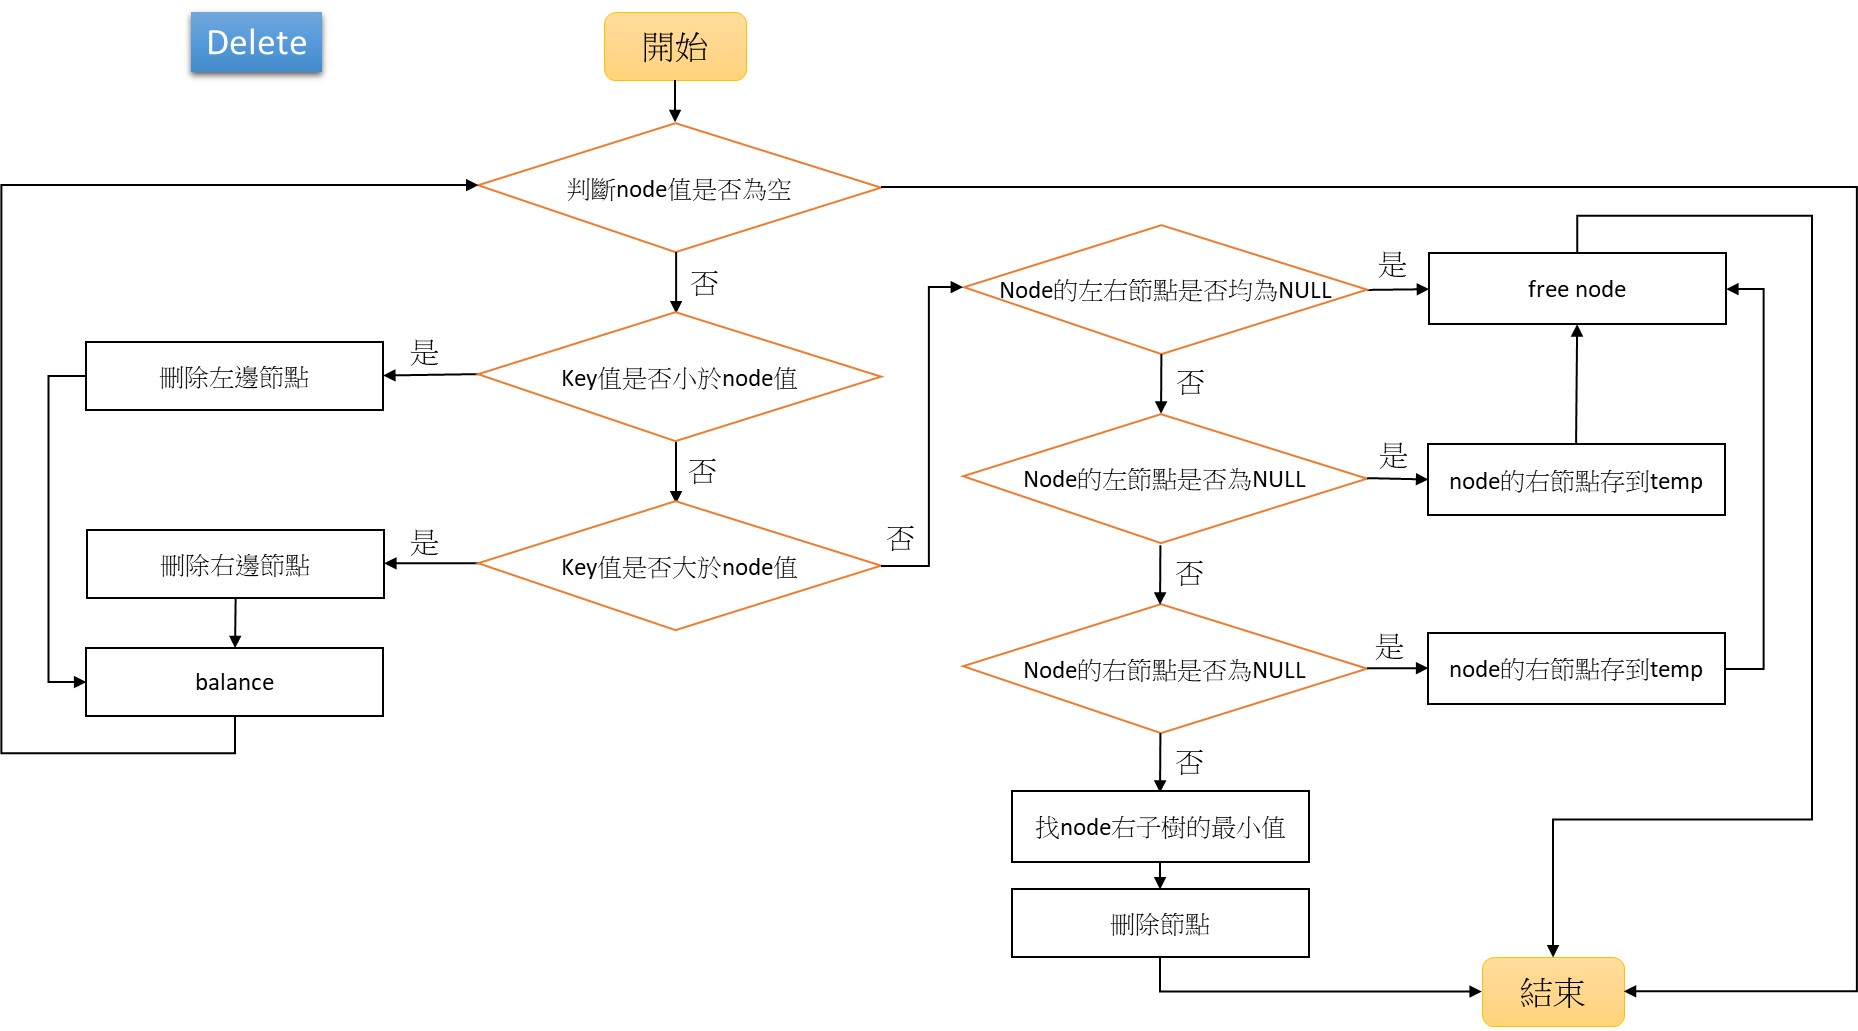 Delete
開始
判斷node值是否為空
否
Key值是否小於node值
是
刪除左邊節點
否
Key值是否大於node值
是
刪除右邊節點
balance
否
Node的左右節點是否均為NULL
是
free node
否
Node的左節點是否為NULL
是
node的右節點存到temp
否
Node的右節點是否為NULL
是
node的右節點存到temp
否
找node右子樹的最小值
刪除節點
結束